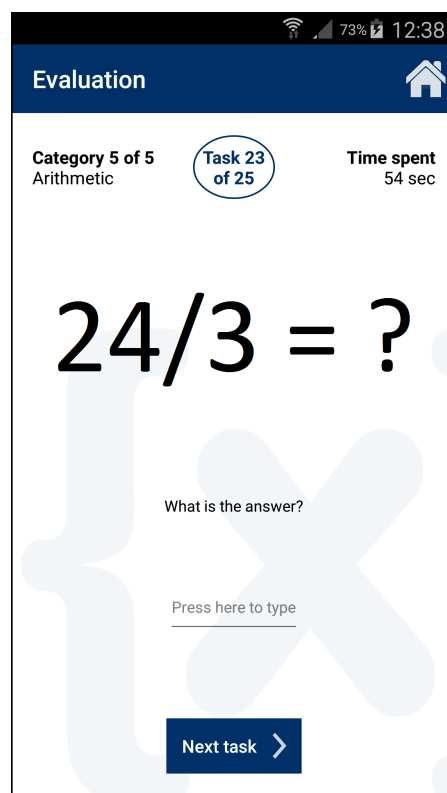 73% 12:38
Evaluation
Category 5 of 5
Arithmetic
Task 23
of 25
Time spent
54 sec
24/3 = ?
What is the answer?
Press here to type
Next task